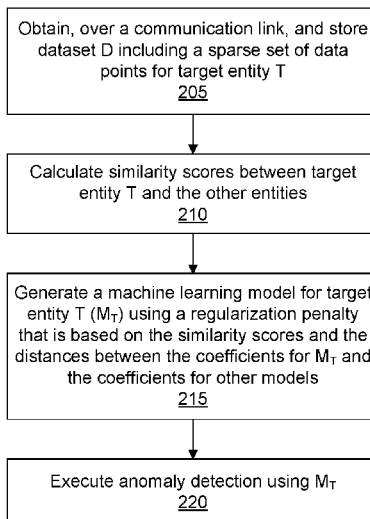 Obtain, over a communication link, and store
dataset D including a sparse set of data
points for target entity T
205
Calculate similarity scores between target
entity T and the other entities
210
Generate a machine learning model for target
entity T (M_T) using a regularization penalty
that is based on the similarity scores and the
distances between the coefficients for M_T and
the coefficients for other models
215
Execute anomaly detection using M_T
220